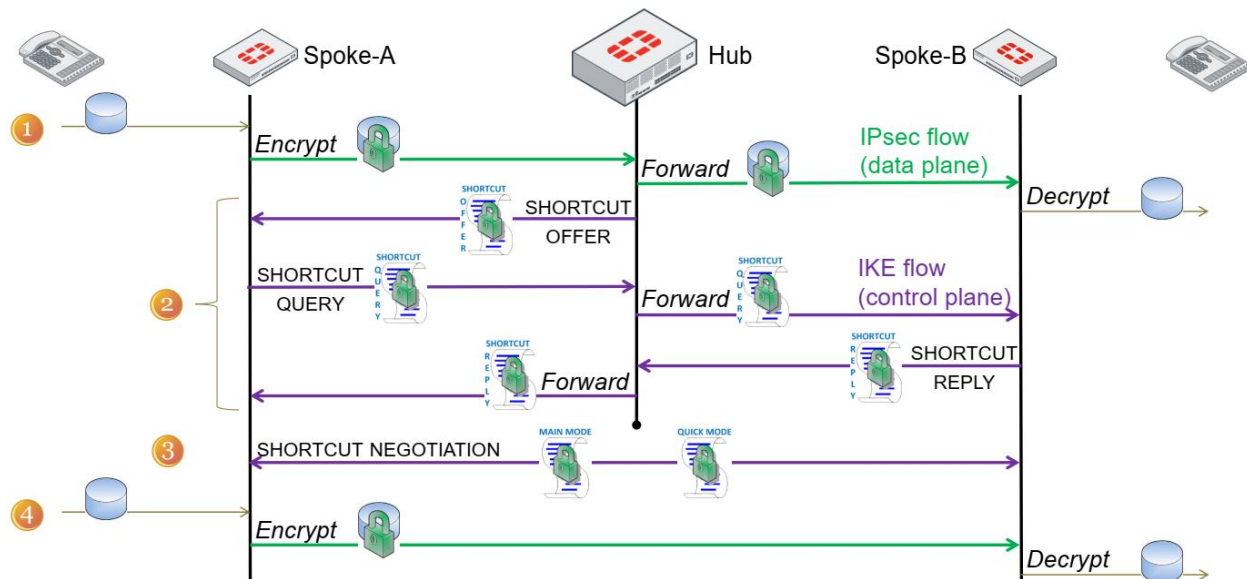 Spoke-A
Hub
Spoke-B
1
Encrypt
IPsec flow
(data plane)
Forward
Decrypt
SHORTCUT
OFFER
SHORTCUT
OFFER
2
SHORTCUT
QUERY
SHORTCUT
QUERY
SHORTCUT
QUERY
Forward
IKE flow
(control plane)
SHORTCUT
REPLY
SHORTCUT
REPLY
SHORTCUT
REPLY
Forward
3
SHORTCUT NEGOTIATION
MAIN MODE
QUICK MODE
4
Encrypt
Decrypt